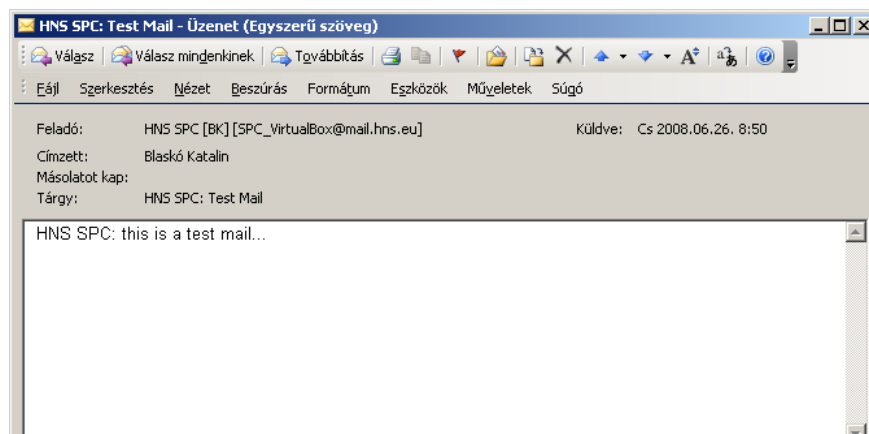 HNS SPC: Test Mail - Üzenet (Egyszerű szöveg)
Válasz Válasz mindenkinek Továbbítás
Fájl Szerkesztés Nézet Beszúrás Formátum Eszközök Műveletek Súgó
Feladó: HNS SPC [BK] [SPC_VirtualBox@mail.hns.eu] Küldve: Cs 2008.06.26. 8:50
Címzett: Blaskó Katalin
Másolatot kap:
Tárgy: HNS SPC: Test Mail
HNS SPC: this is a test mail...